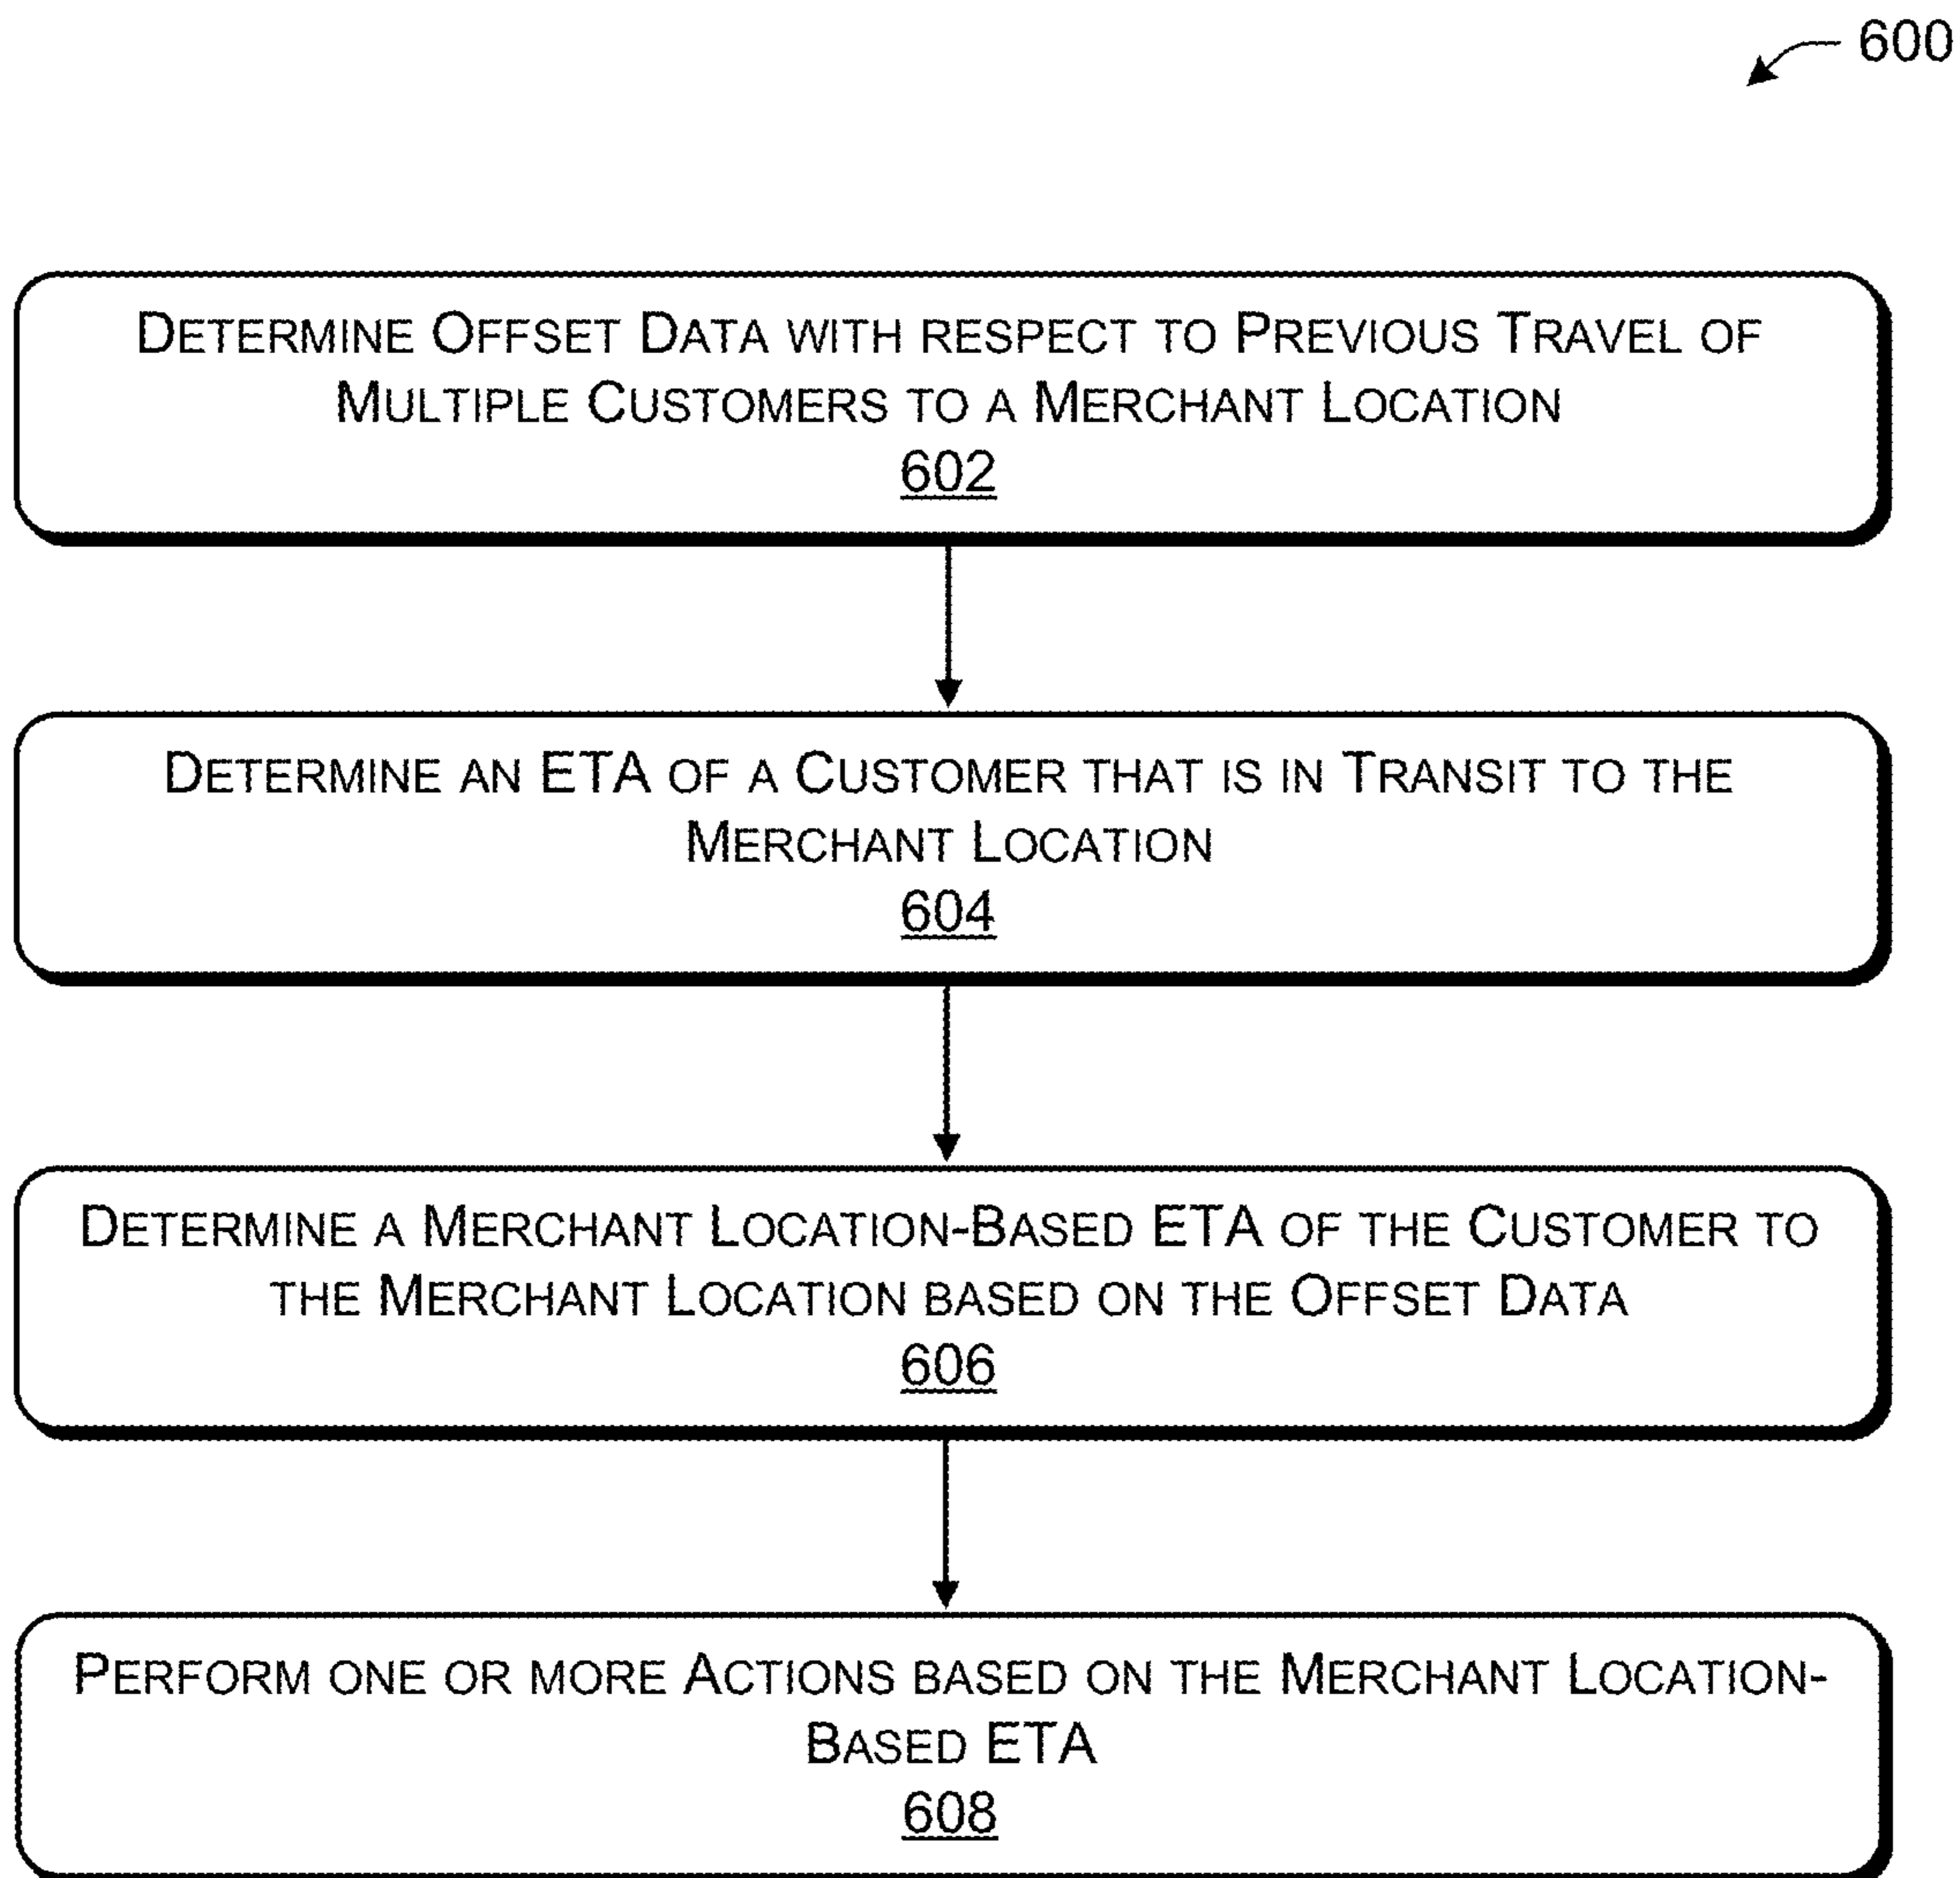 600
DETERMINE OFFSET DATA WITH RESPECT TO PREVIOUS TRAVEL OF
MULTIPLE CUSTOMERS TO A MERCHANT LOCATION
602
DETERMINE AN ETA OF A CUSTOMER THAT IS IN TRANSIT TO THE
MERCHANT LOCATION
604
DETERMINE A MERCHANT LOCATION-BASED ETA OF THE CUSTOMER TO
THE MERCHANT LOCATION BASED ON THE OFFSET DATA
606
PERFORM ONE OR MORE ACTIONS BASED ON THE MERCHANT LOCATION-
BASED ETA
608